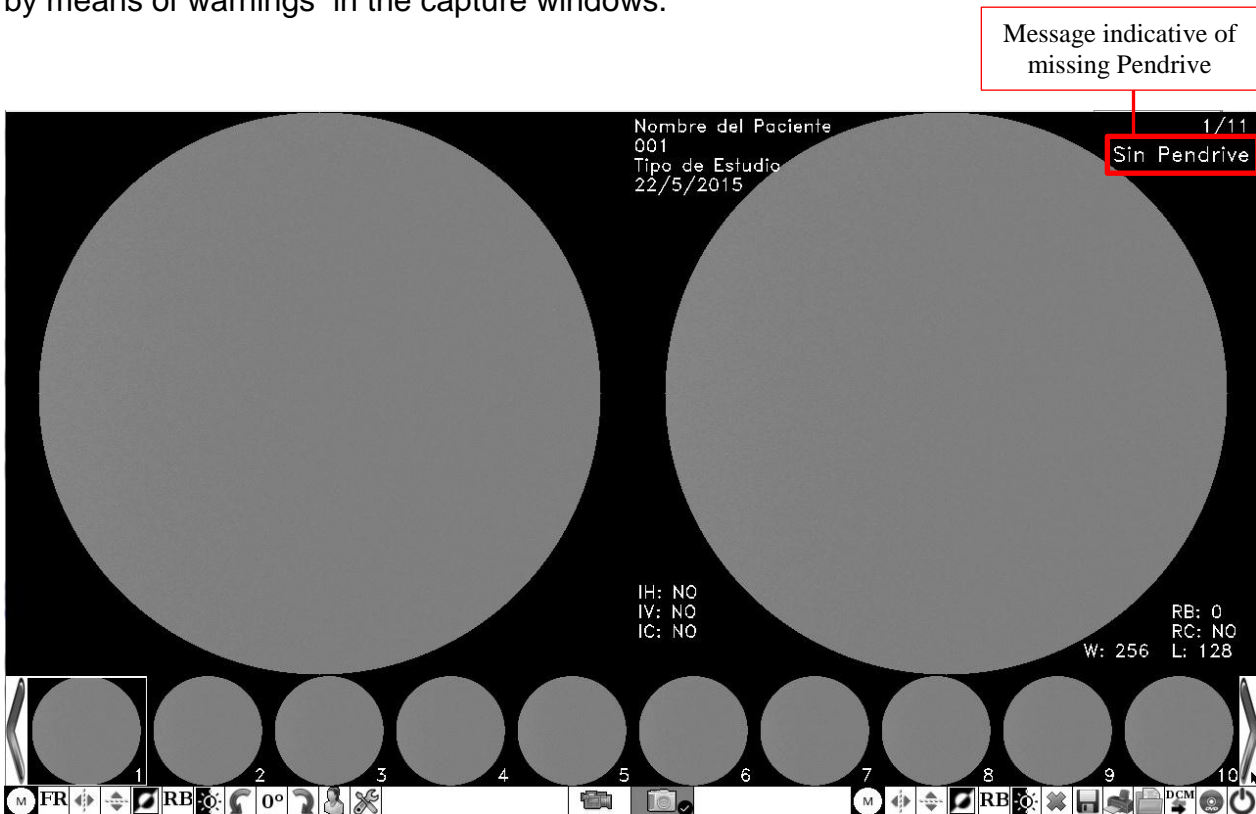 by means of warnings in the capture windows.
Message indicative of
missing Pendrive
Nombre del Paciente
001
Tipo de Estudio
22/5/2015
1/11
Sin Pendrive
IH: NO
IV: NO
IC: NO
RB: 0
RC: NO
W: 256 L: 128
1 2 3 4 5 6 7 8 9 10
M FR RB 0º M RB DCM DVD